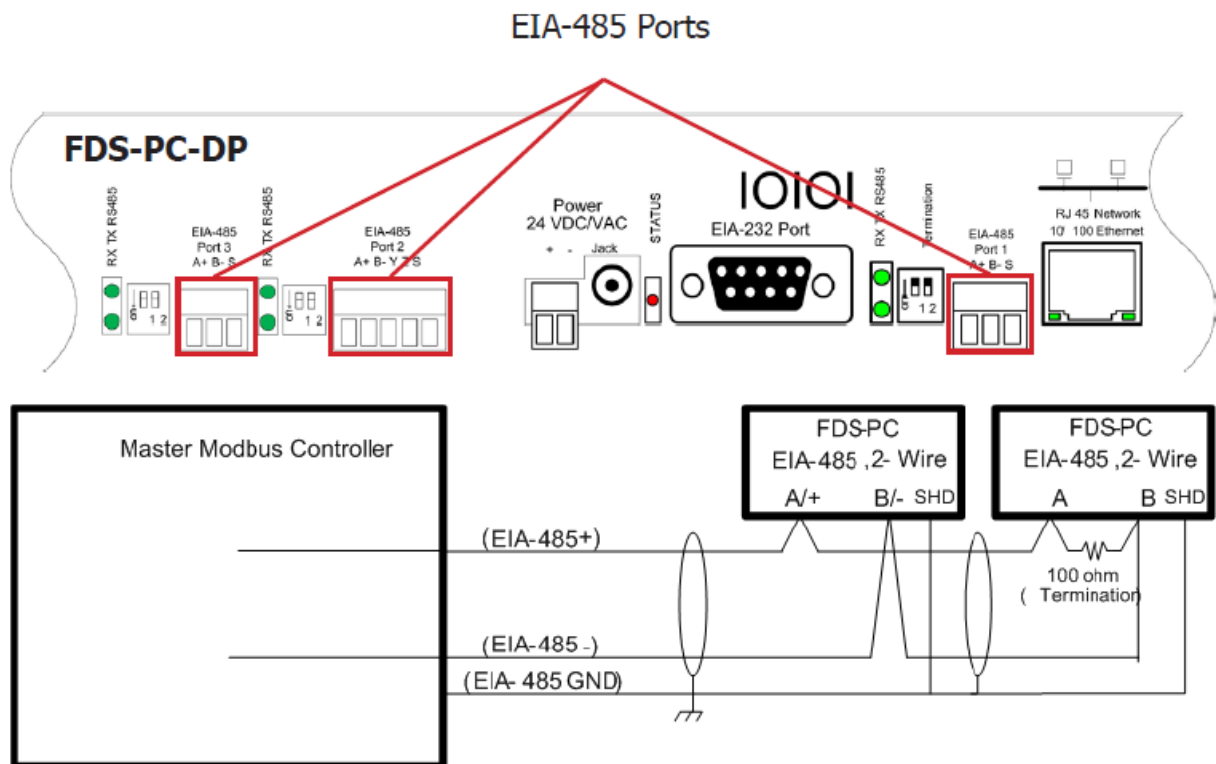 EIA-485 Ports
FDS-PC-DP
RX TX RS485
EIA-485
Port 3
A+ B- S
on
1 2
RX TX RS485
EIA-485
Port 2
A+ B- Y Z S
on
1 2
Power
24 VDC/VAC
+ -
Jack
STATUS
IOIOI
EIA-232 Port
RX TX RS485
Termination
on
1 2
EIA-485
Port 1
A+ B- S
RJ 45 Network
10/ 100 Ethernet
Master Modbus Controller
FDS-PC
EIA-485 ,2- Wire
A/+ B/- SHD
FDS-PC
EIA-485 ,2- Wire
A B SHD
(EIA-485+)
100 ohm
( Termination)
(EIA-485 -)
(EIA- 485 GND)